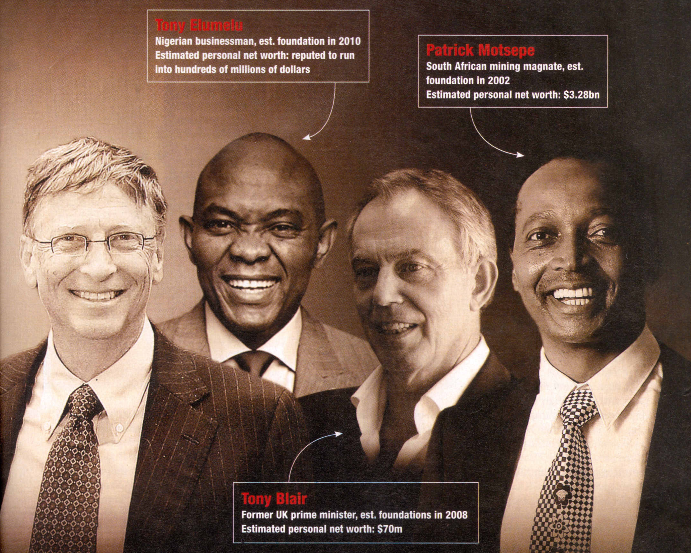 Tony Elumelu
Nigerian businessman, est. foundation in 2010
Estimated personal net worth: reputed to run
into hundreds of millions of dollars
Patrick Motsepe
South African mining magnate, est.
foundation in 2002
Estimated personal net worth: $3.28bn
Tony Blair
Former UK prime minister, est. foundations in 2008
Estimated personal net worth: $70m